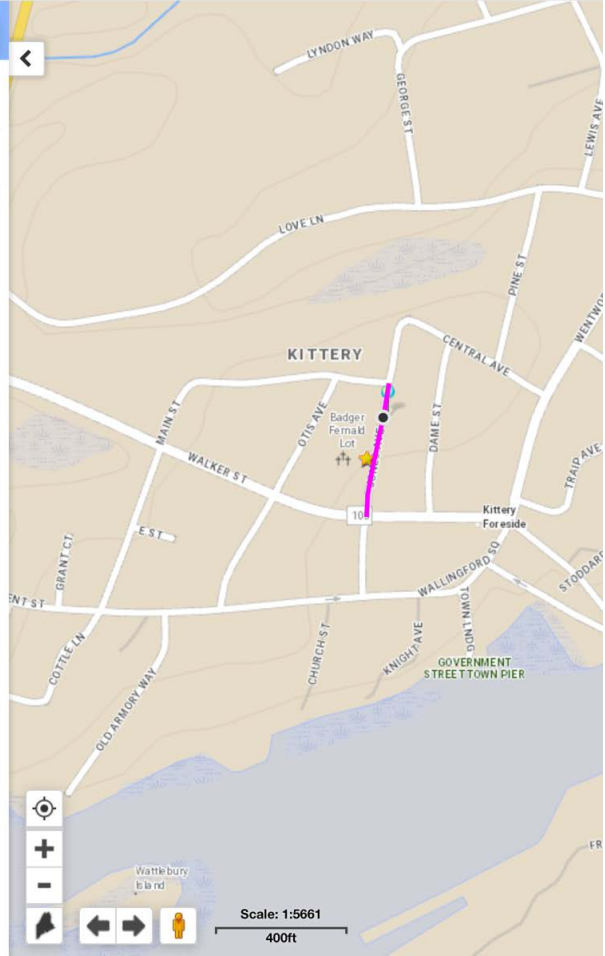 LYNDON WAY
GEORGE ST
LEWIS AVE
LOVE LN
PINE ST
KITTERY
CENTRAL AVE
MAIN ST
OTIS AVE
Badger
Fernald
Lot
DAME ST
WALKER ST
TRAIP AVE
10
Kittery
Foreside
E ST
GRANT CT.
ENT ST
WALLINGFORD SQ
COTTLE LN
CHURCH ST
KNIGHT AVE
TOWN LNDG
GOVERNMENT
STREET TOWN PIER
OLD ARMORY WAY
Wattlebury
Island
FR
Scale: 1:5661
400ft